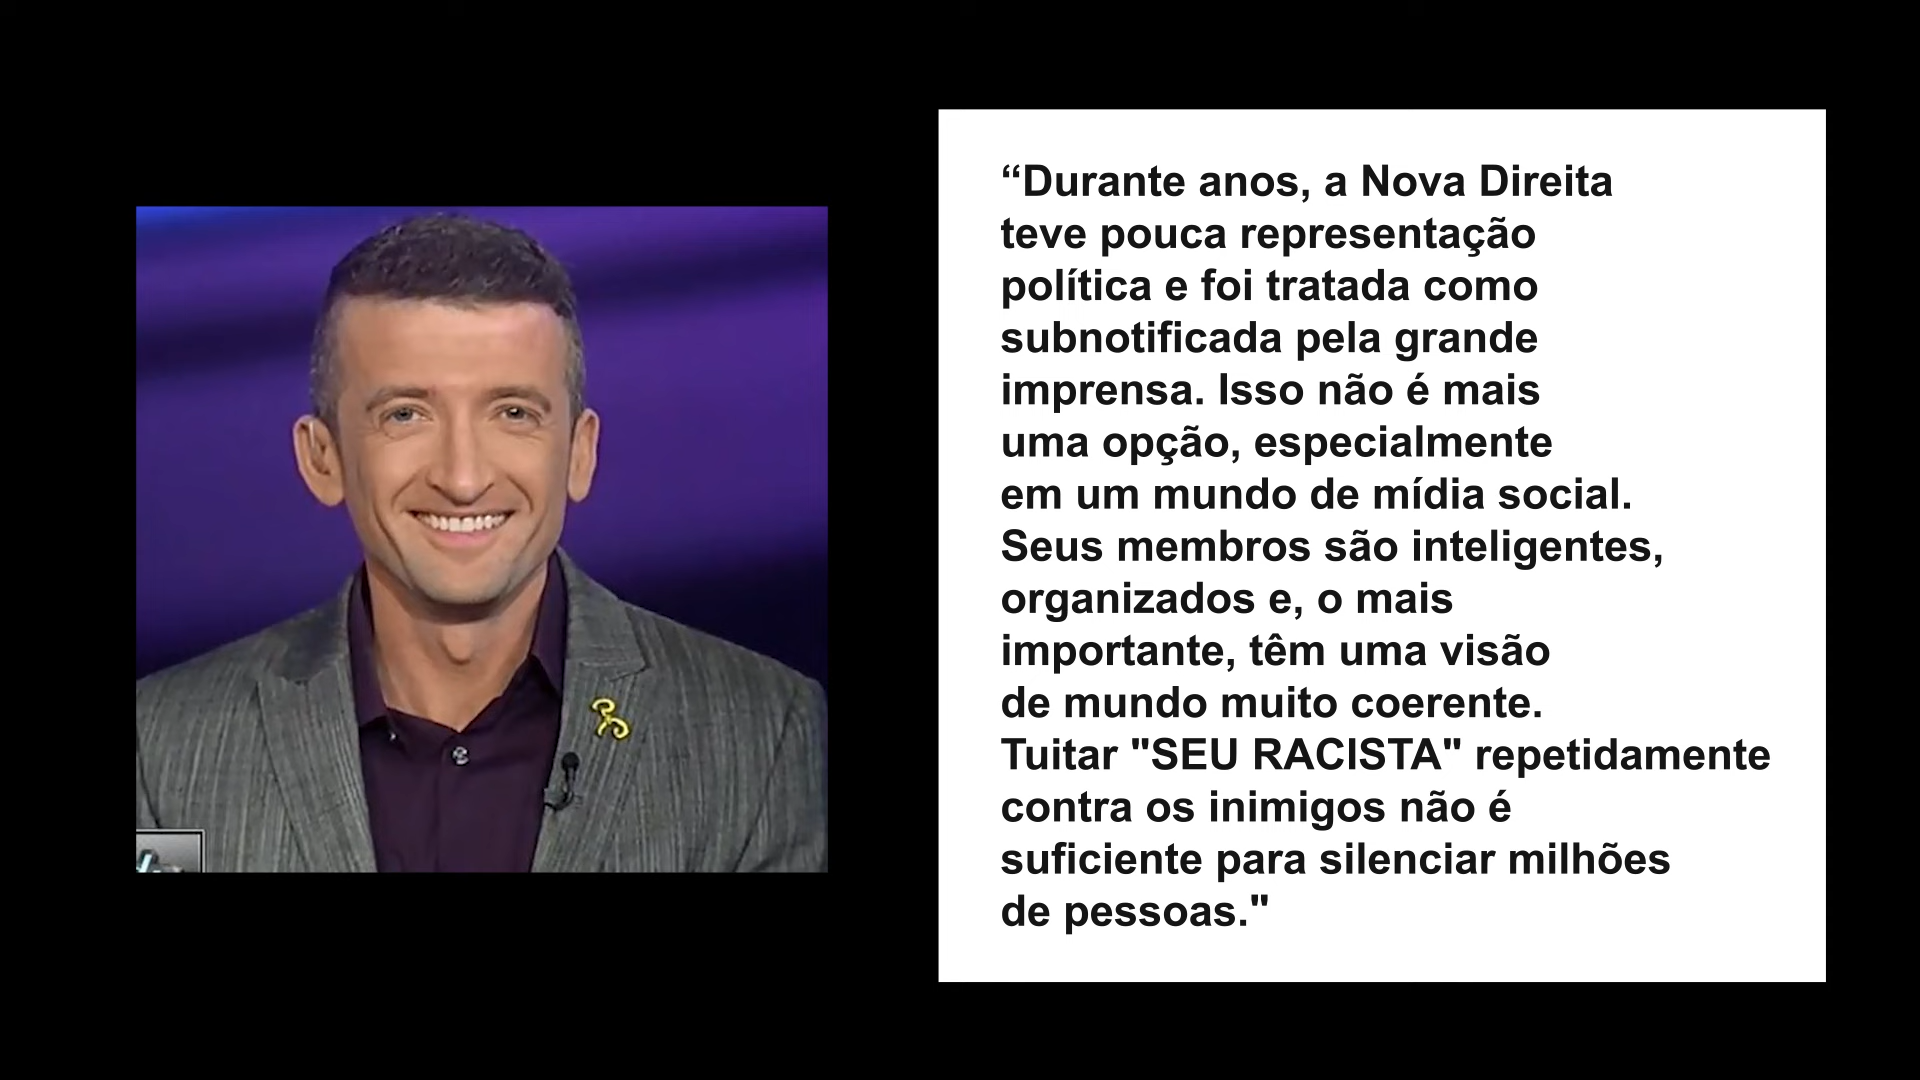 “Durante anos, a Nova Direita
teve pouca representação
política e foi tratada como
subnotificada pela grande
imprensa. Isso não é mais
uma opção, especialmente
em um mundo de mídia social.
Seus membros são inteligentes,
organizados e, o mais
importante, têm uma visão
de mundo muito coerente.
Tuitar "SEU RACISTA" repetidamente
contra os inimigos não é
suficiente para silenciar milhões
de pessoas."